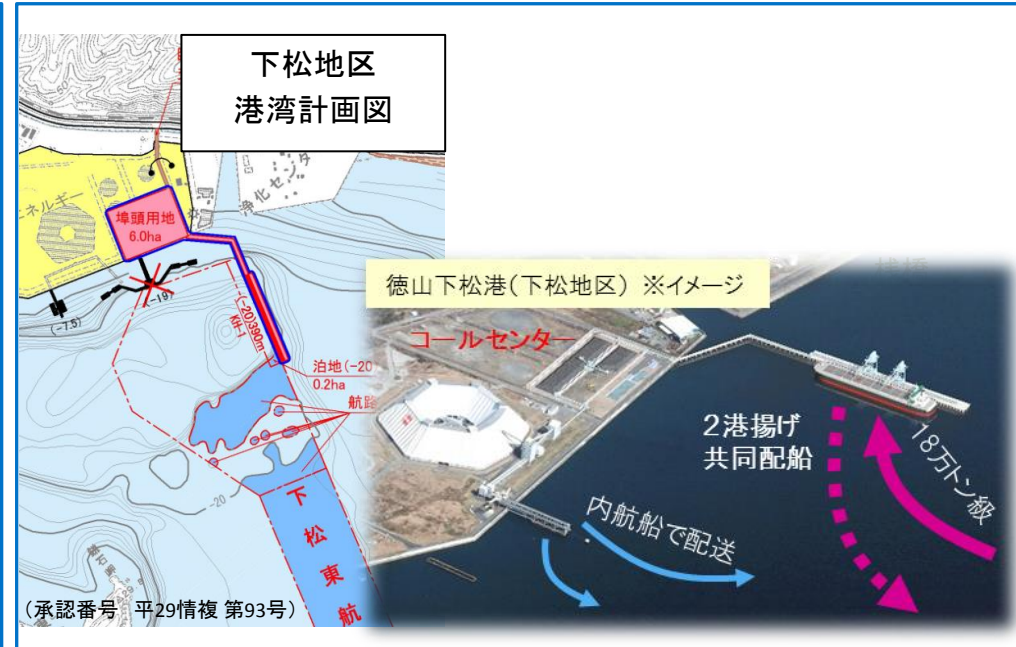 下松地区
港湾計画図
浄化センタ
エネルギー
埠頭用地
6.0ha
(-19)
(-7.5)
(-20)390m
KH-1
泊地(-20
0.2ha
航路
-20
下松東航
(承認番号 平29情複 第93号)
徳山下松港(下松地区) ※イメージ
コールセンター
2港揚げ
共同配船
18万トン級
内航船で配送